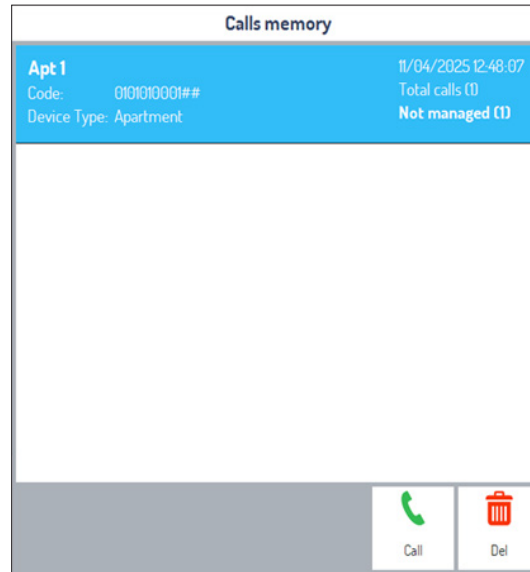 Calls memory
Apt 1
11/04/2025 12:48:07
Code: 0101010001##
Total calls (1)
Device Type: Apartment
Not managed (1)
Call
Del